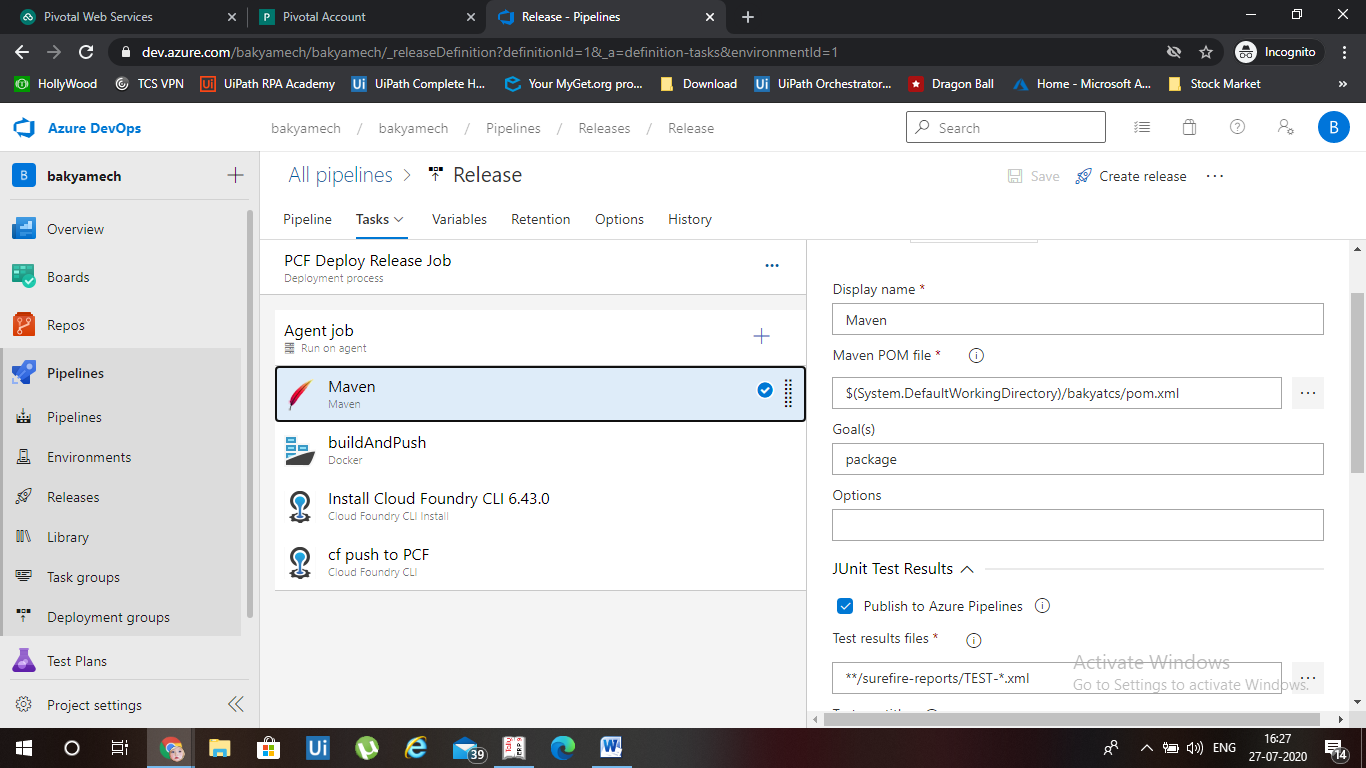 Pivotal Web Services
Pivotal Account
Release - Pipelines
dev.azure.com/bakyamech/bakyamech/_releaseDefinition?definitionId=1&_a=definition-tasks&environmentId=1
Incognito
HollyWood
TCS VPN
UiPath RPA Academy
UiPath Complete H...
Your MyGet.org pro...
Download
UiPath Orchestrator...
Dragon Ball
Home - Microsoft A...
Stock Market
»
Azure DevOps
bakyamech / bakyamech / Pipelines / Releases / Release
Search
B
B bakyamech
All pipelines > Release
Save
Create release
Overview
Boards
Repos
Pipelines
Pipelines
Environments
Releases
Library
Task groups
Deployment groups
Test Plans
Project settings
Pipeline
Tasks
Variables
Retention
Options
History
PCF Deploy Release Job
Deployment process
Agent job
Run on agent
Maven
Maven
buildAndPush
Docker
Install Cloud Foundry CLI 6.43.0
Cloud Foundry CLI Install
cf push to PCF
Cloud Foundry CLI
Display name *
Maven
Maven POM file *
$(System.DefaultWorkingDirectory)/bakyatcs/pom.xml
Goal(s)
package
Options
JUnit Test Results
Publish to Azure Pipelines
Test results files *
**/surefire-reports/TEST-*.xml
Activate Windows
Go to Settings to activate Windows.
Ui
39
ENG
16:27
27-07-2020
14